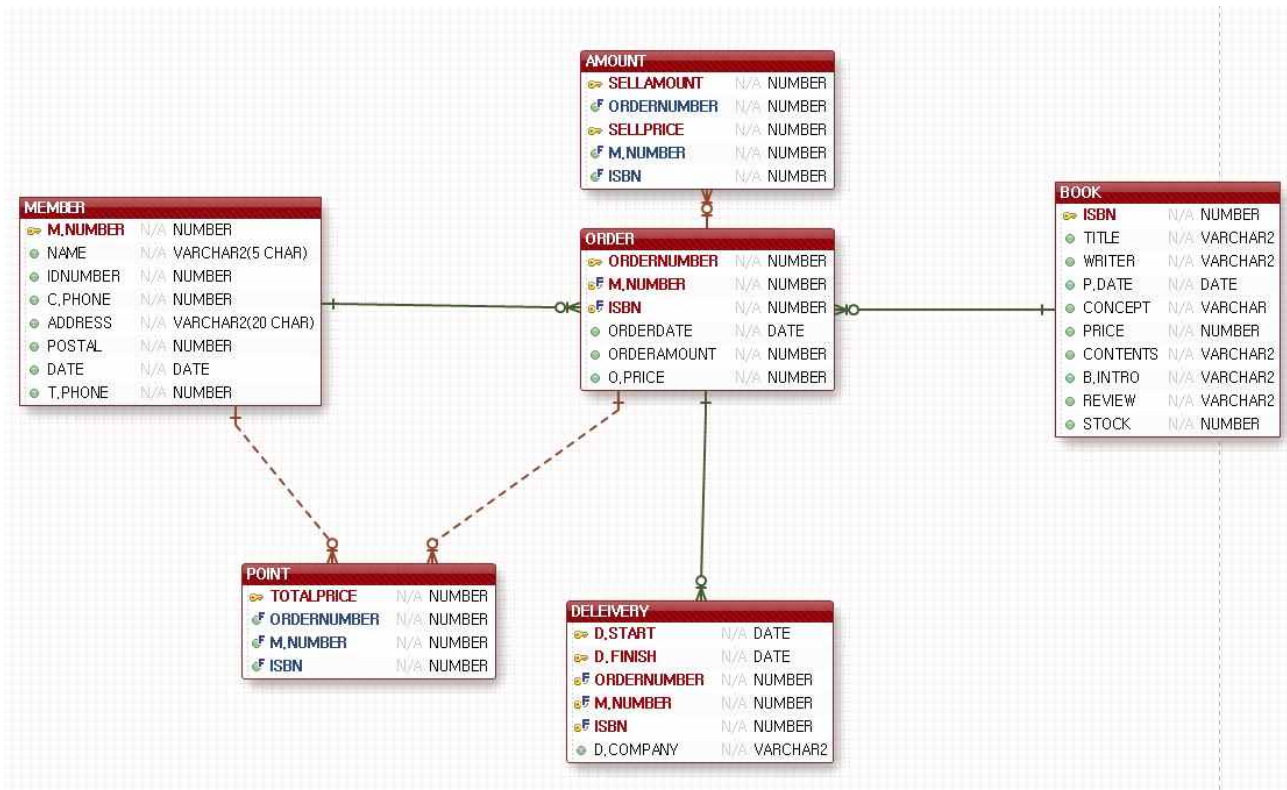 AMOUNT
SELLAMOUNT N/A NUMBER
ORDERNUMBER N/A NUMBER
SELLPRICE N/A NUMBER
M.NUMBER N/A NUMBER
ISBN N/A NUMBER
MEMBER
M.NUMBER N/A NUMBER
NAME N/A VARCHAR2(5 CHAR)
IDNUMBER N/A NUMBER
C.PHONE N/A NUMBER
ADDRESS N/A VARCHAR2(20 CHAR)
POSTAL N/A NUMBER
DATE N/A DATE
T.PHONE N/A NUMBER
ORDER
ORDERNUMBER N/A NUMBER
M.NUMBER N/A NUMBER
ISBN N/A NUMBER
ORDERDATE N/A DATE
ORDERAMOUNT N/A NUMBER
O.PRICE N/A NUMBER
BOOK
ISBN N/A NUMBER
TITLE N/A VARCHAR2
WRITER N/A VARCHAR2
P.DATE N/A DATE
CONCEPT N/A VARCHAR
PRICE N/A NUMBER
CONTENTS N/A VARCHAR2
B.INTRO N/A VARCHAR2
REVIEW N/A VARCHAR2
STOCK N/A NUMBER
POINT
TOTALPRICE N/A NUMBER
ORDERNUMBER N/A NUMBER
M.NUMBER N/A NUMBER
ISBN N/A NUMBER
DELEIVERY
D.START N/A DATE
D.FINISH N/A DATE
ORDERNUMBER N/A NUMBER
M.NUMBER N/A NUMBER
ISBN N/A NUMBER
D.COMPANY N/A VARCHAR2